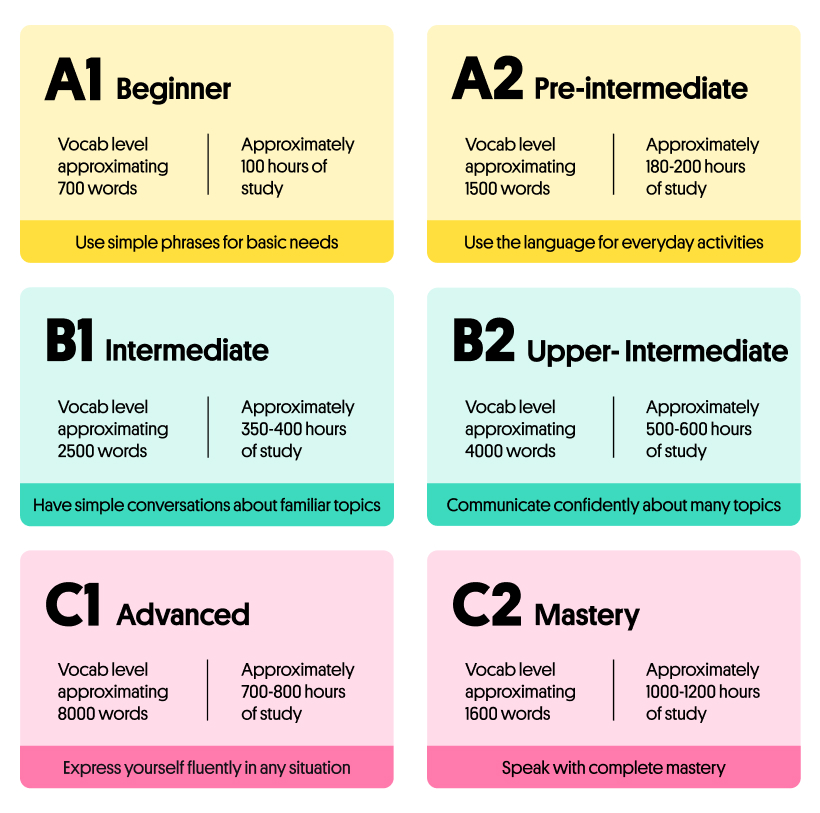 A1 Beginner
Vocab level
approximating
700 words
Approximately
100 hours of
study
Use simple phrases for basic needs
A2 Pre-intermediate
Vocab level
approximating
1500 words
Approximately
180-200 hours
of study
Use the language for everyday activities
B1 Intermediate
Vocab level
approximating
2500 words
Approximately
350-400 hours
of study
Have simple conversations about familiar topics
B2 Upper- Intermediate
Vocab level
approximating
4000 words
Approximately
500-600 hours
of study
Communicate confidently about many topics
C1 Advanced
Vocab level
approximating
8000 words
Approximately
700-800 hours
of study
Express yourself fluently in any situation
C2 Mastery
Vocab level
approximating
1600 words
Approximately
1000-1200 hours
of study
Speak with complete mastery